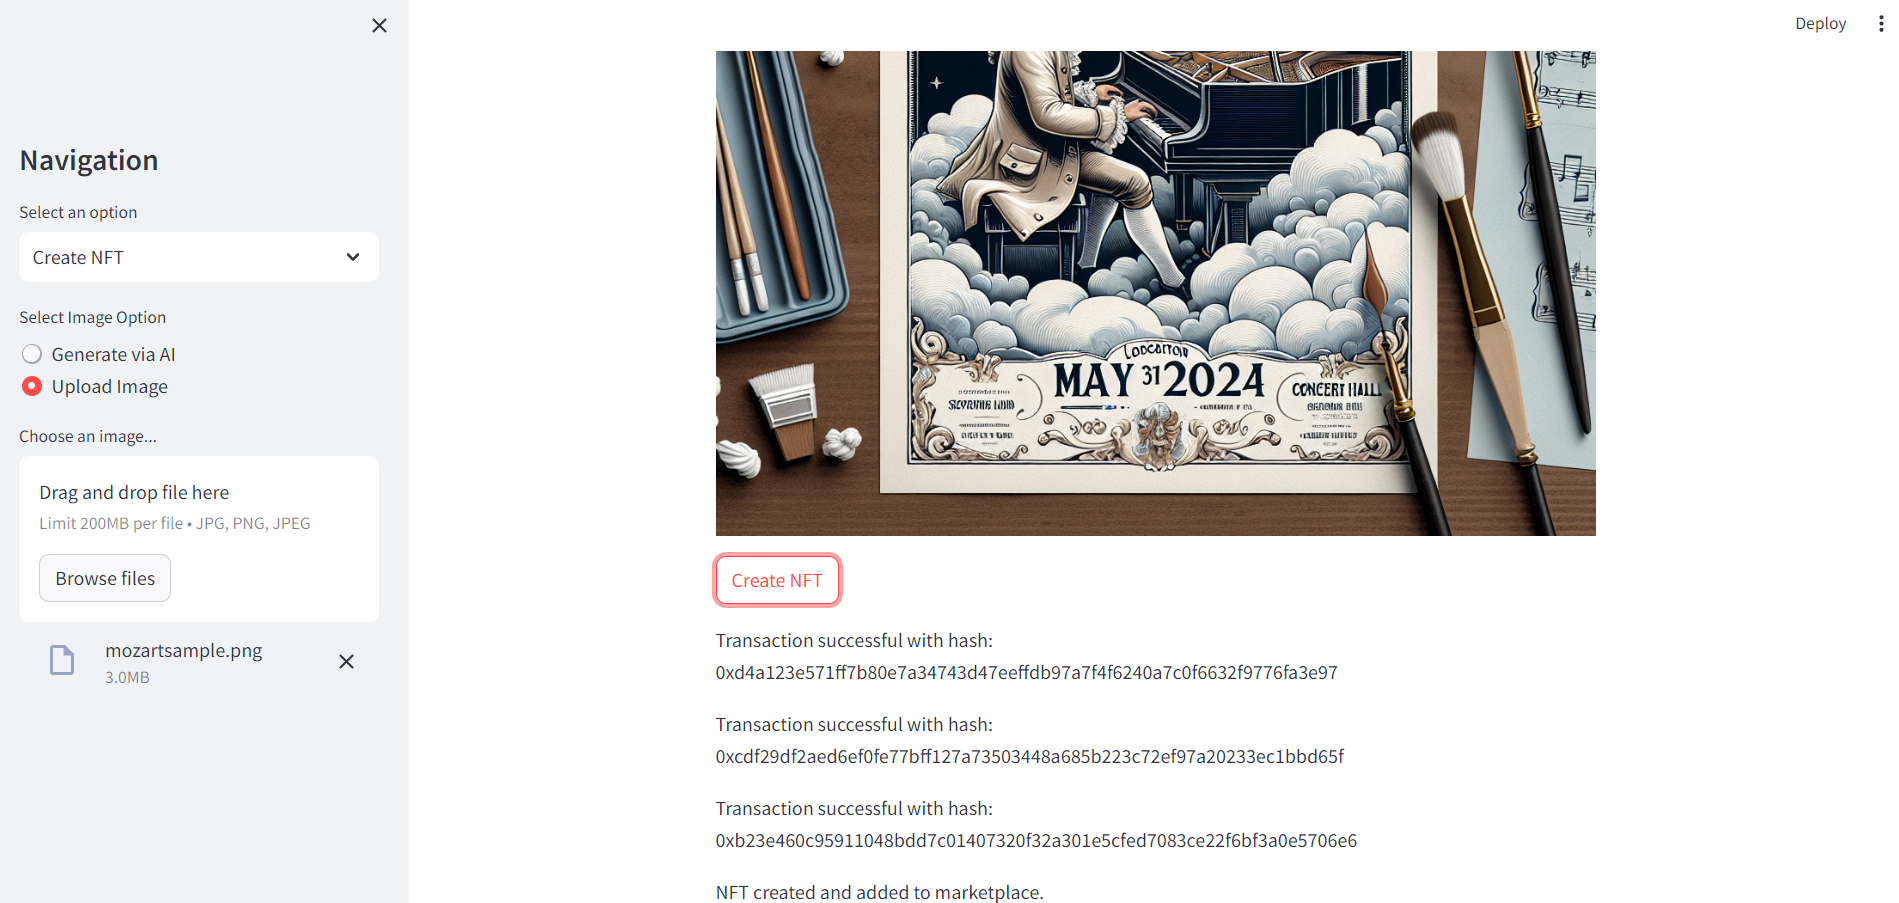 Deploy
Navigation
Select an option
Create NFT
Select Image Option
Generate via AI
Upload Image
Choose an image...
Drag and drop file here
Limit 200MB per file • JPG, PNG, JPEG
Browse files
mozartsample.png
3.0MB
MAY 31 2024
CONCERT HALL
Create NFT
Transaction successful with hash:
0xd4a123e571ff7b80e7a34743d47eeffdb97a7f4f6240a7c0f6632f9776fa3e97
Transaction successful with hash:
0xcdf29df2aed6ef0fe77bff127a73503448a685b223c72ef97a20233ec1bbd65f
Transaction successful with hash:
0xb23e460c95911048bdd7c01407320f32a301e5cfed7083ce22f6bf3a0e5706e6
NFT created and added to marketplace.